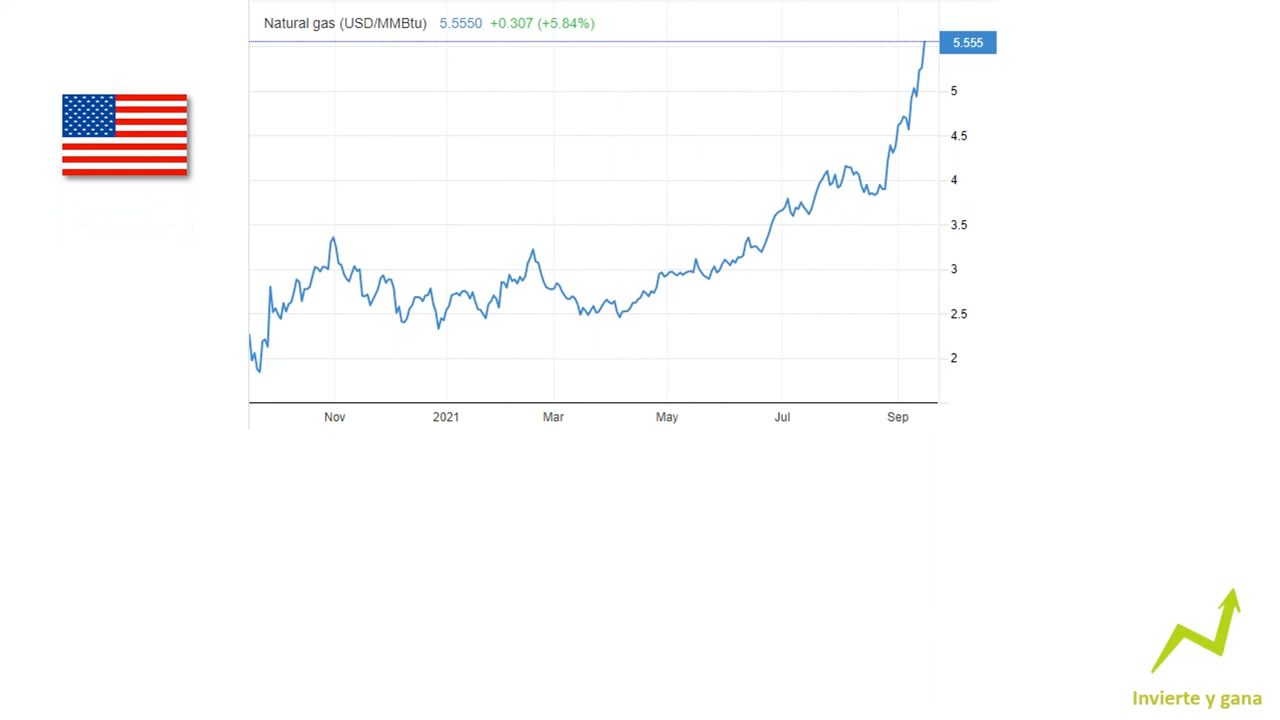 Natural gas (USD/MMBtu) 5.5550 +0.307 (+5.84%)
5.555
5
4.5
4
3.5
3
2.5
2
Nov 2021 Mar May Jul Sep
Invierte y gana